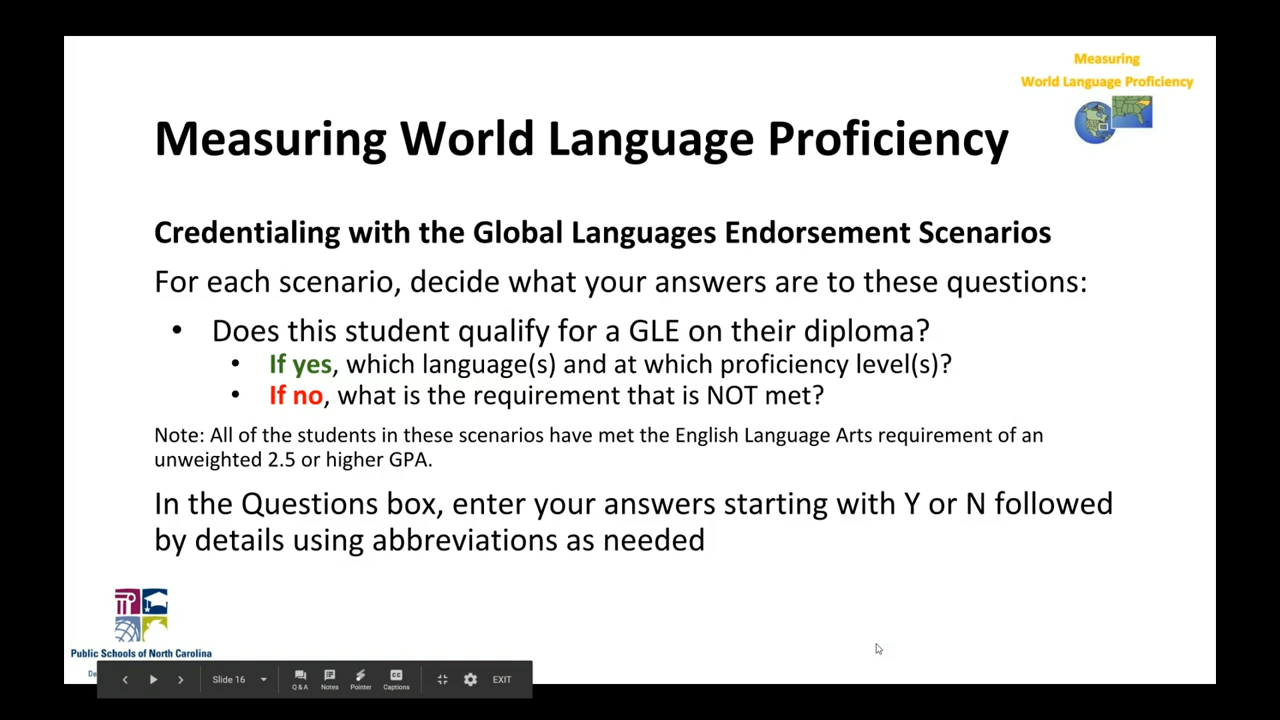 Measuring
World Language Proficiency
Measuring World Language Proficiency
Credentialing with the Global Languages Endorsement Scenarios
For each scenario, decide what your answers are to these questions:
• Does this student qualify for a GLE on their diploma?
• If yes, which language(s) and at which proficiency level(s)?
• If no, what is the requirement that is NOT met?
Note: All of the students in these scenarios have met the English Language Arts requirement of an
unweighted 2.5 or higher GPA.
In the Questions box, enter your answers starting with Y or N followed
by details using abbreviations as needed
Public Schools of North Carolina
Slide 16
Q & A
Notes
Pointer
Captions
EXIT